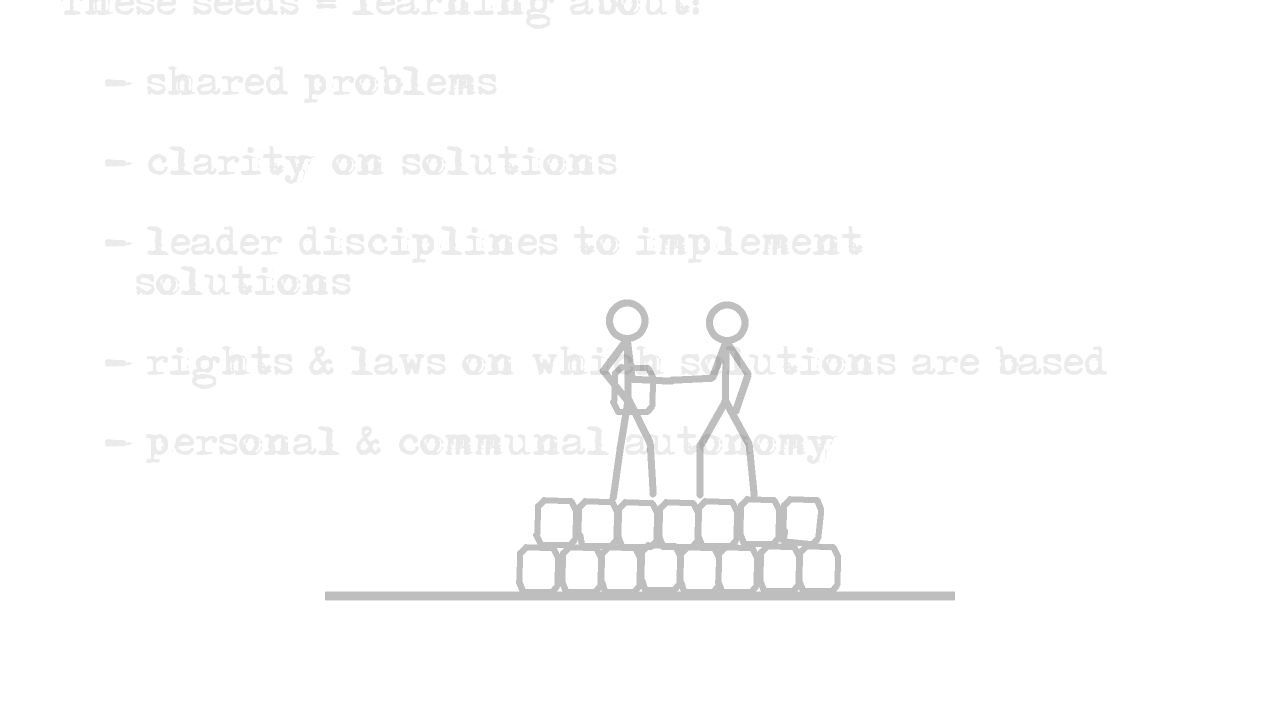 These seeds = learning about:
- shared problems
- clarity on solutions
- leader disciplines to implement
solutions
- rights & laws on which solutions are based
- personal & communal autonomy